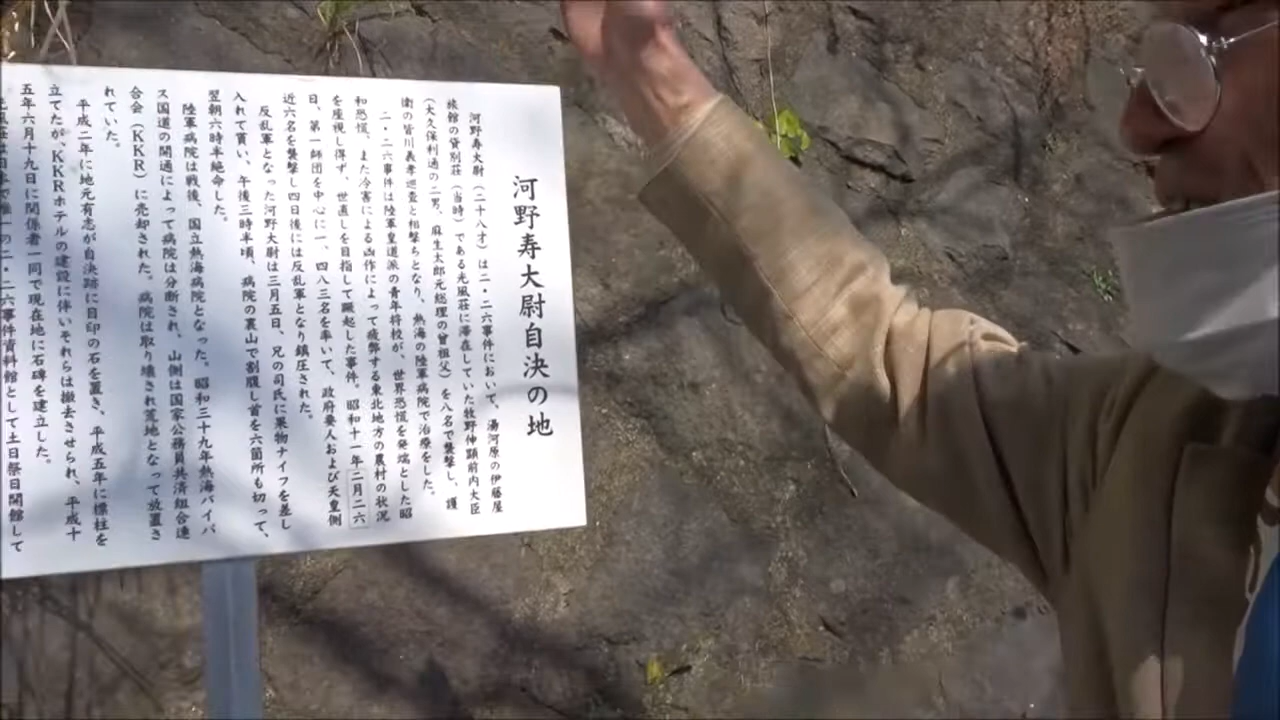 河野寿大尉自決の地
河野寿大尉（二十八才）は二・二六事件において、湯河原の伊藤屋
旅館の貸別荘（当時）である光風荘に滞在していた牧野伸顕前内大臣
（大久保利通の二男、麻生太郎元総理の曾祖父）を八名で襲撃し、護
衛の皆川義孝巡査と相撃ちとなり、熱海の陸軍病院で治療をした。
二・二六事件は陸軍皇道派の青年将校が、世界恐慌を発端とした昭
和恐慌、また冷害による凶作によって疲弊する東北地方の農村の状況
を座視し得ず、世直しを目指して蹶起した事件。昭和十一年二月二六
日、第一師団を中心に一、四八三名を率いて、政府要人および天皇側
近六名を襲撃し四日後には反乱軍となり鎮圧された。
反乱軍となった河野大尉は三月五日、兄の司氏に果物ナイフを差し
入れて貰い、午後三時半頃、病院の裏山で割腹し首を六箇所も切って、
翌朝六時半絶命した。
陸軍病院は戦後、国立熱海病院となった。昭和三十九年熱海バイパ
ス国道の開通によって病院は分断され、山側は国家公務員共済組合連
合会（KKR）に売却された。病院は取り壊され荒地となって放置さ
れていた。
平成二年に地元有志が自決跡に目印の石を置き、平成五年に標柱を
立てたが、KKRホテルの建設に伴いそれらは撤去させられ、平成十
五年六月十九日に関係者一同で現在地に石碑を建立した。
光風荘は日本で唯一の二・二六事件資料館として土日祭日開館して